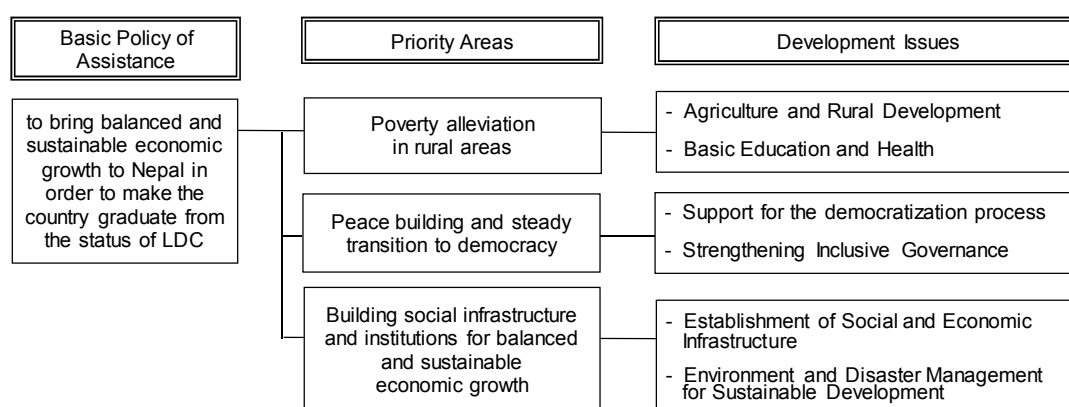 Basic Policy of
Assistance
Priority Areas
Development Issues
to bring balanced and
sustainable economic
growth to Nepal in
order to make the
country graduate from
the status of LDC
Poverty alleviation
in rural areas
- Agriculture and Rural Development
- Basic Education and Health
Peace building and steady
transition to democracy
- Support for the democratization process
- Strengthening Inclusive Governance
Building social infrastructure
and institutions for balanced
and sustainable
economic growth
- Establishment of Social and Economic
Infrastructure
- Environment and Disaster Management
for Sustainable Development